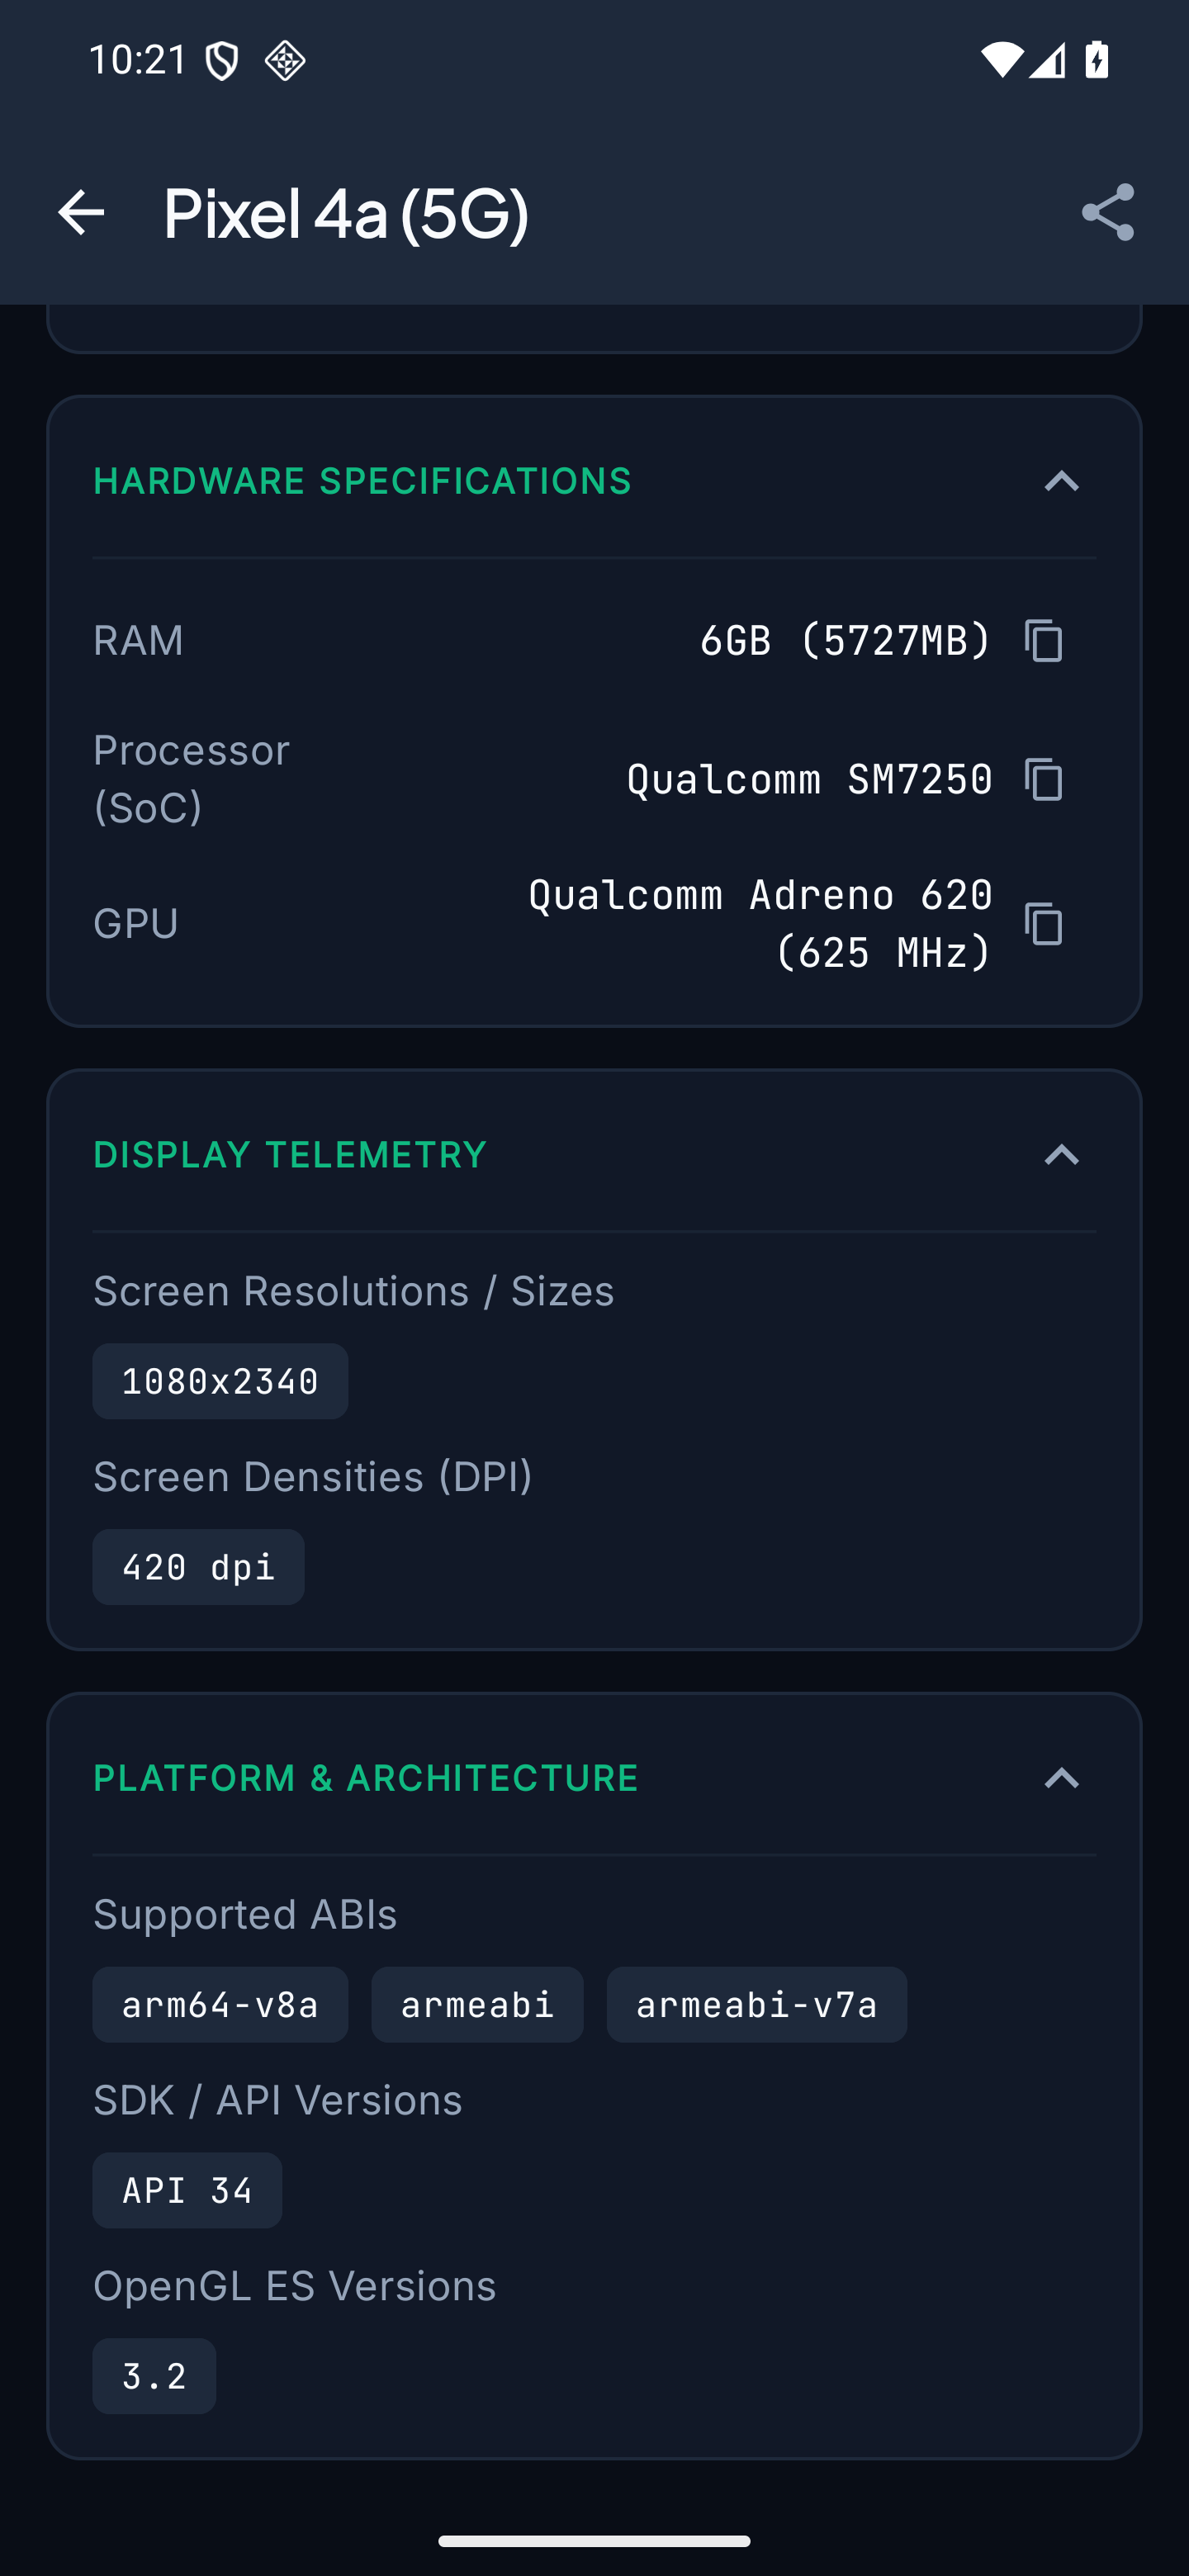 10:21
Pixel 4a (5G)
HARDWARE SPECIFICATIONS
RAM
6GB (5727MB)
Processor
(SoC)
Qualcomm SM7250
GPU
Qualcomm Adreno 620
(625 MHz)
DISPLAY TELEMETRY
Screen Resolutions / Sizes
1080x2340
Screen Densities (DPI)
420 dpi
PLATFORM & ARCHITECTURE
Supported ABIs
arm64-v8a armeabi armeabi-v7a
SDK / API Versions
API 34
OpenGL ES Versions
3.2